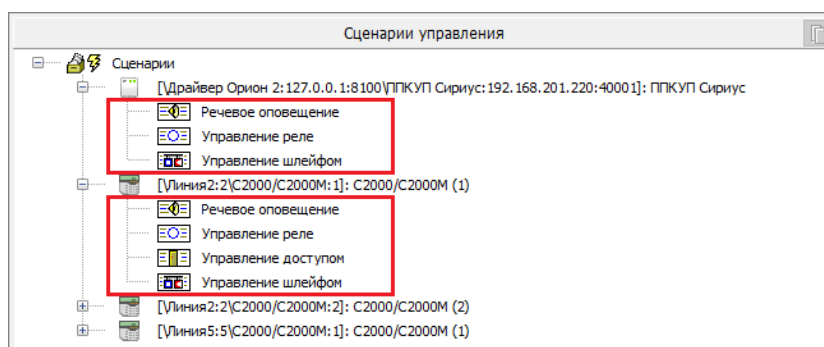 Сценарии управления
Сценарии
[\Драйвер Орион 2:127.0.0.1:8100\ППКУП Сириус:192.168.201.220:40001]: ППКУП Сириус
Речевое оповещение
Управление реле
Управление шлейфом
[\Линия2:2\С2000/С2000М:1]: С2000/С2000М (1)
Речевое оповещение
Управление реле
Управление доступом
Управление шлейфом
[\Линия2:2\С2000/С2000М:2]: С2000/С2000М (2)
[\Линия5:5\С2000/С2000М:1]: С2000/С2000М (1)